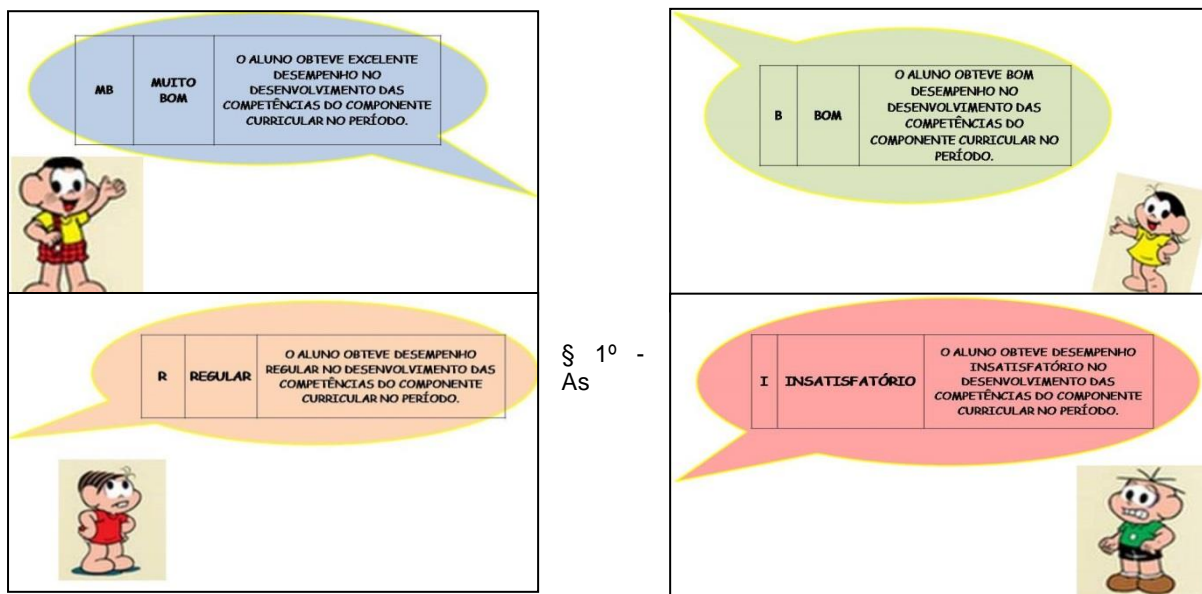 MB
MUITO
BOM
O ALUNO OBTEVE EXCELENTE
DESEMPENHO NO
DESENVOLVIMENTO DAS
COMPETÊNCIAS DO COMPONENTE
CURRICULAR NO PERÍODO.
B
BOM
O ALUNO OBTEVE BOM
DESEMPENHO NO
DESENVOLVIMENTO DAS
COMPETÊNCIAS DO
COMPONENTE CURRICULAR NO
PERÍODO.
R
REGULAR
O ALUNO OBTEVE DESEMPENHO
REGULAR NO DESENVOLVIMENTO DAS
COMPETÊNCIAS DO COMPONENTE
CURRICULAR NO PERÍODO.
§ 1º -
As
I
INSATISFATÓRIO
O ALUNO OBTEVE DESEMPENHO
INSATISFATÓRIO NO
DESENVOLVIMENTO DAS
COMPETÊNCIAS DO COMPONENTE
CURRICULAR NO PERÍODO.